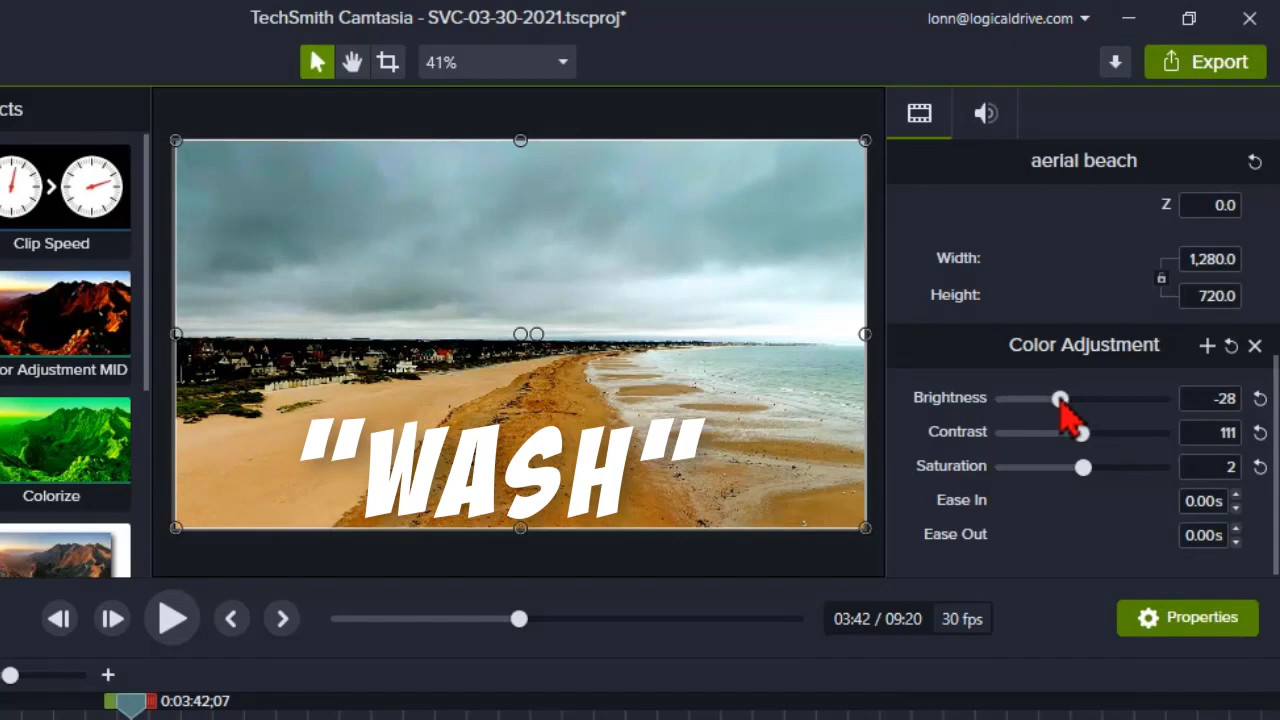 TechSmith Camtasia - SVC-03-30-2021.tscproj*
lonn@logicaldrive.com
41%
Export
cts
Clip Speed
or Adjustment MID
Colorize
"WASH"
aerial beach
Z 0.0
Width: 1,280.0
Height: 720.0
Color Adjustment
Brightness -28
Contrast 111
Saturation 2
Ease In 0.00s
Ease Out 0.00s
03:42 / 09:20 30 fps
Properties
0:03:42;07